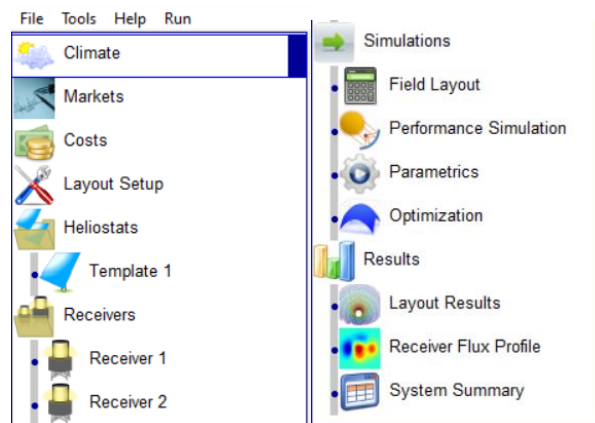 File Tools Help Run
Climate
Markets
Costs
Layout Setup
Heliostats
Template 1
Receivers
Receiver 1
Receiver 2
Simulations
Field Layout
Performance Simulation
Parametrics
Optimization
Results
Layout Results
Receiver Flux Profile
System Summary